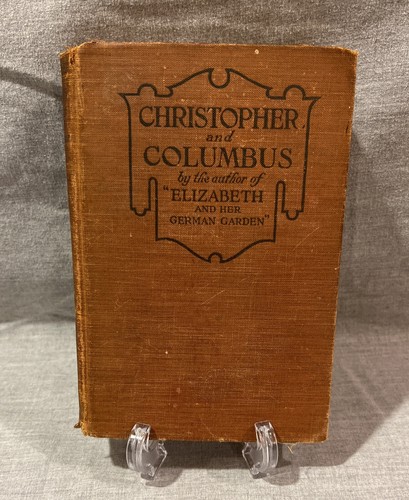 CHRISTOPHER
and
COLUMBUS
by the author of
"ELIZABETH
AND HER
GERMAN GARDEN"